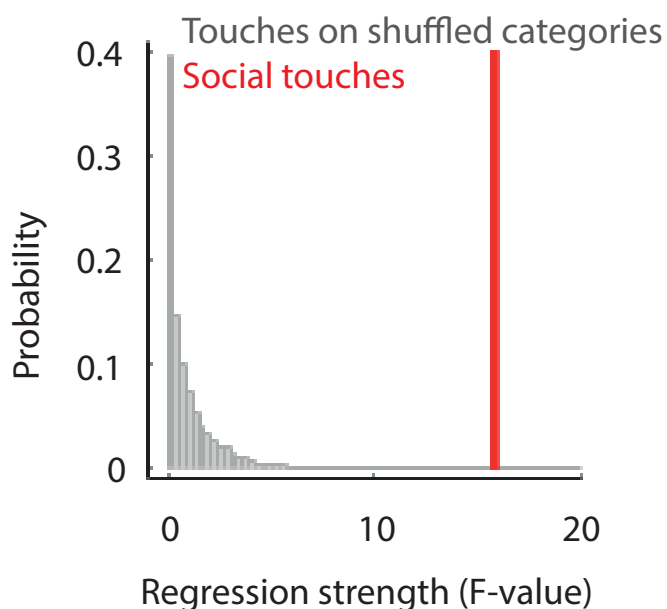 Touches on shuffled categories
Social touches
0.4
0.3
0.2
0.1
0
Probability
0
10
20
Regression strength (F-value)